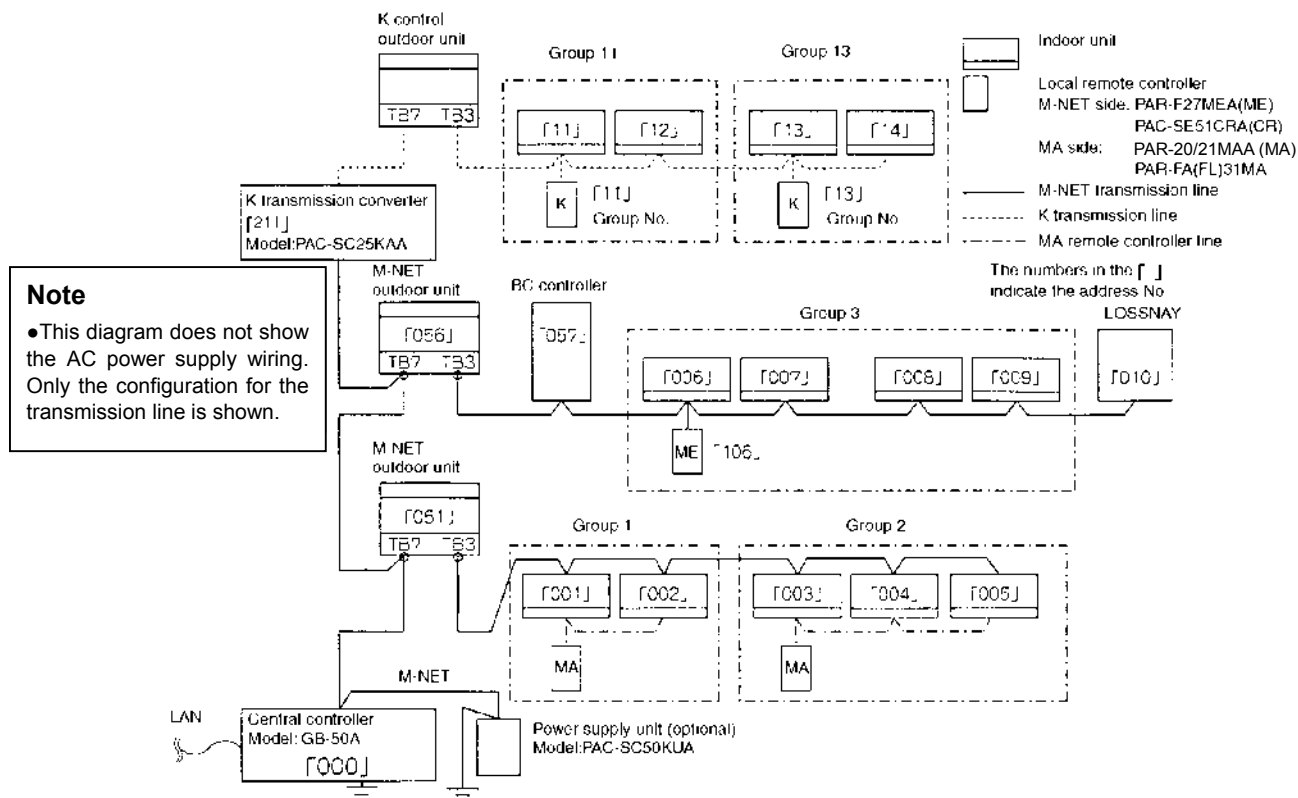 K control
outdoor unit
TB7 TB3
Group 11
「11」 「12」
K 「11」
Group No.
Group 13
「13」 「14」
K 「13」
Group No
Indoor unit
Local remote controller
M-NET side. PAR-F27MEA(ME)
PAC-SE51CRA(CR)
MA side: PAR-20/21MAA (MA)
PAR-FA(FL)31MA
M-NET transmission line
K transmission line
MA remote controller line
The numbers in the 「 」
indicate the address No
K transmission converter
「211」
Model:PAC-SC25KAA
Note
●This diagram does not show
the AC power supply wiring.
Only the configuration for the
transmission line is shown.
M-NET
outdoor unit
「056」
TB7 TB3
BC controller
「057」
Group 3
「006」 「007」 「008」 「009」
ME 「106」
LOSSNAY
「010」
M-NET
outdoor unit
「051」
TB7 TB3
Group 1
「001」 「002」
MA
Group 2
「003」 「004」 「005」
MA
M-NET
LAN
Central controller
Model: GB-50A
「000」
Power supply unit (optional)
Model:PAC-SC50KUA